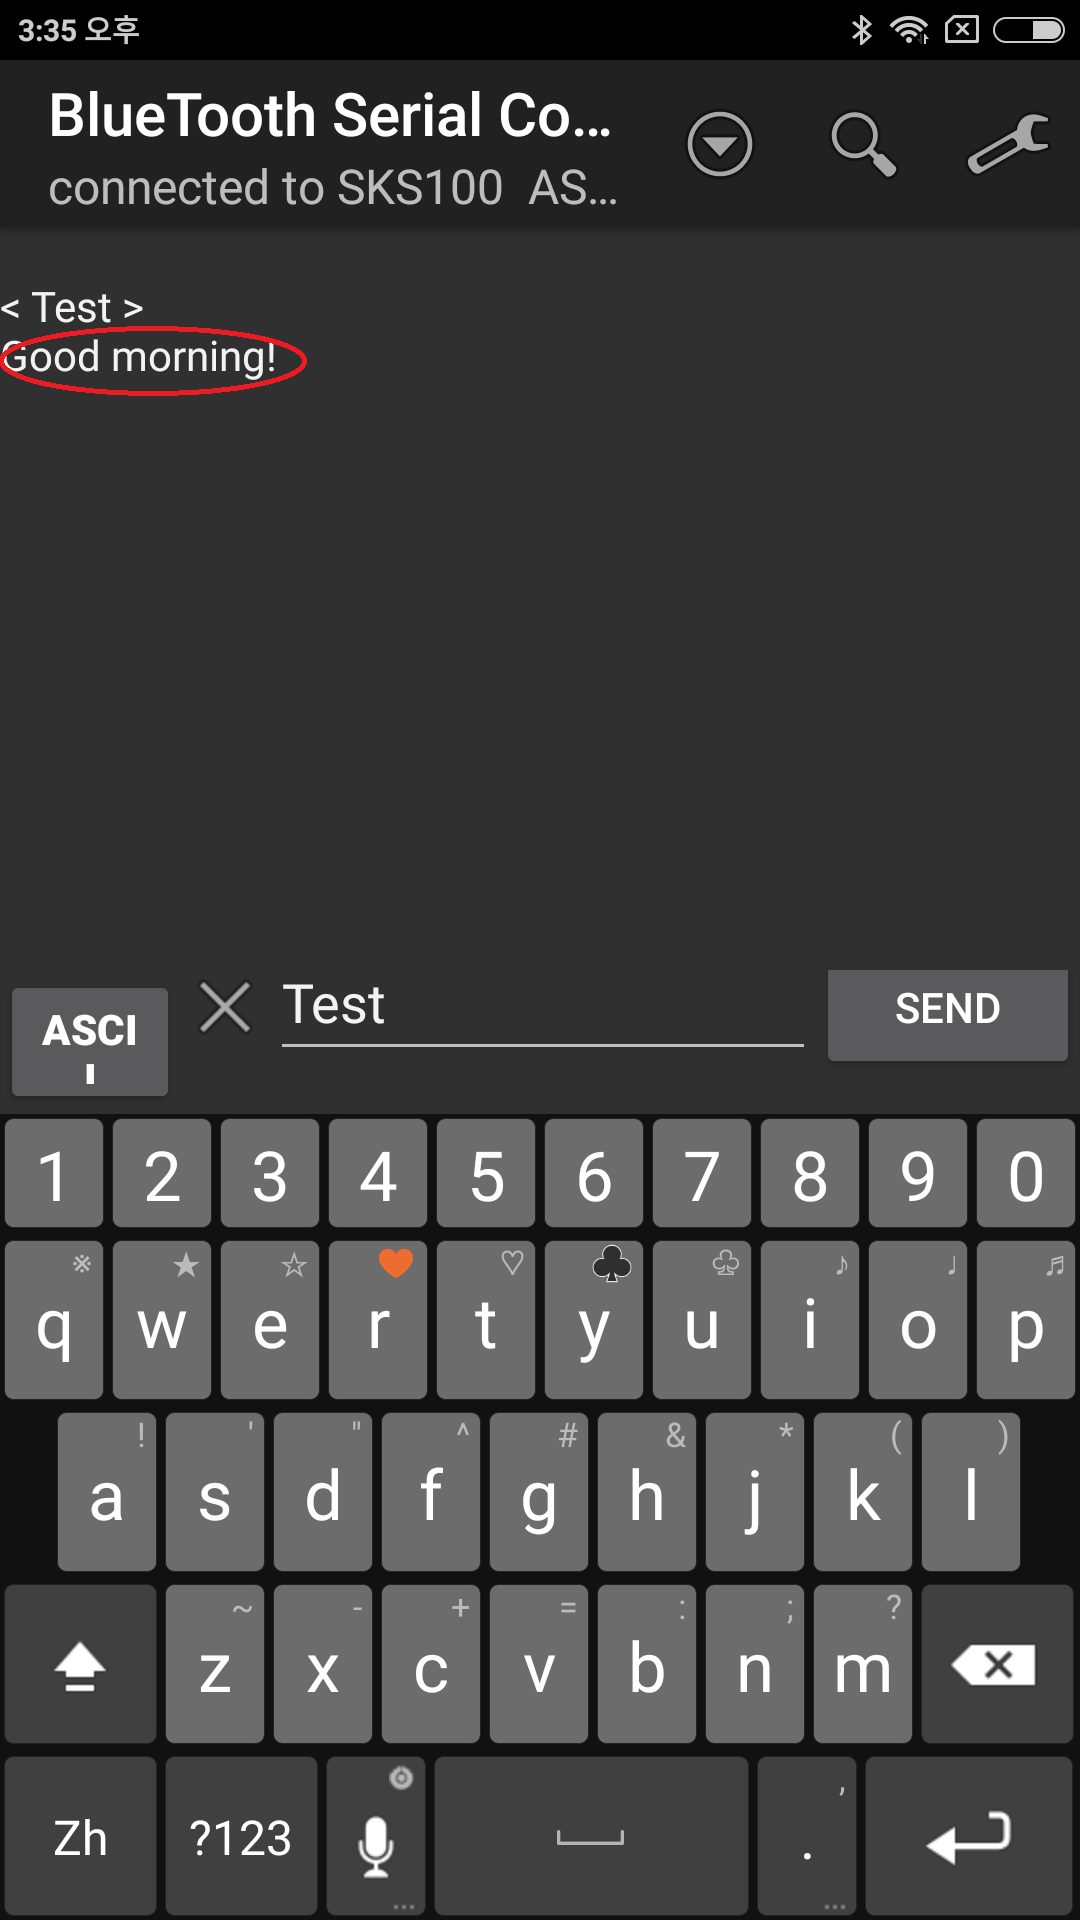 3:35 오후
BlueTooth Serial Co...
connected to SKS100  AS...
< Test >
Good morning!
ASCI
I
Test
SEND
1 2 3 4 5 6 7 8 9 0
※ ★ ☆ ♥ ♡ ♣ ♧ ♪ ♩ ♬
q w e r t y u i o p
! ' " ^ # & * ( )
a s d f g h j k l
~ - + = : ; ?
z x c v b n m
,
Zh ?123 .
... ...